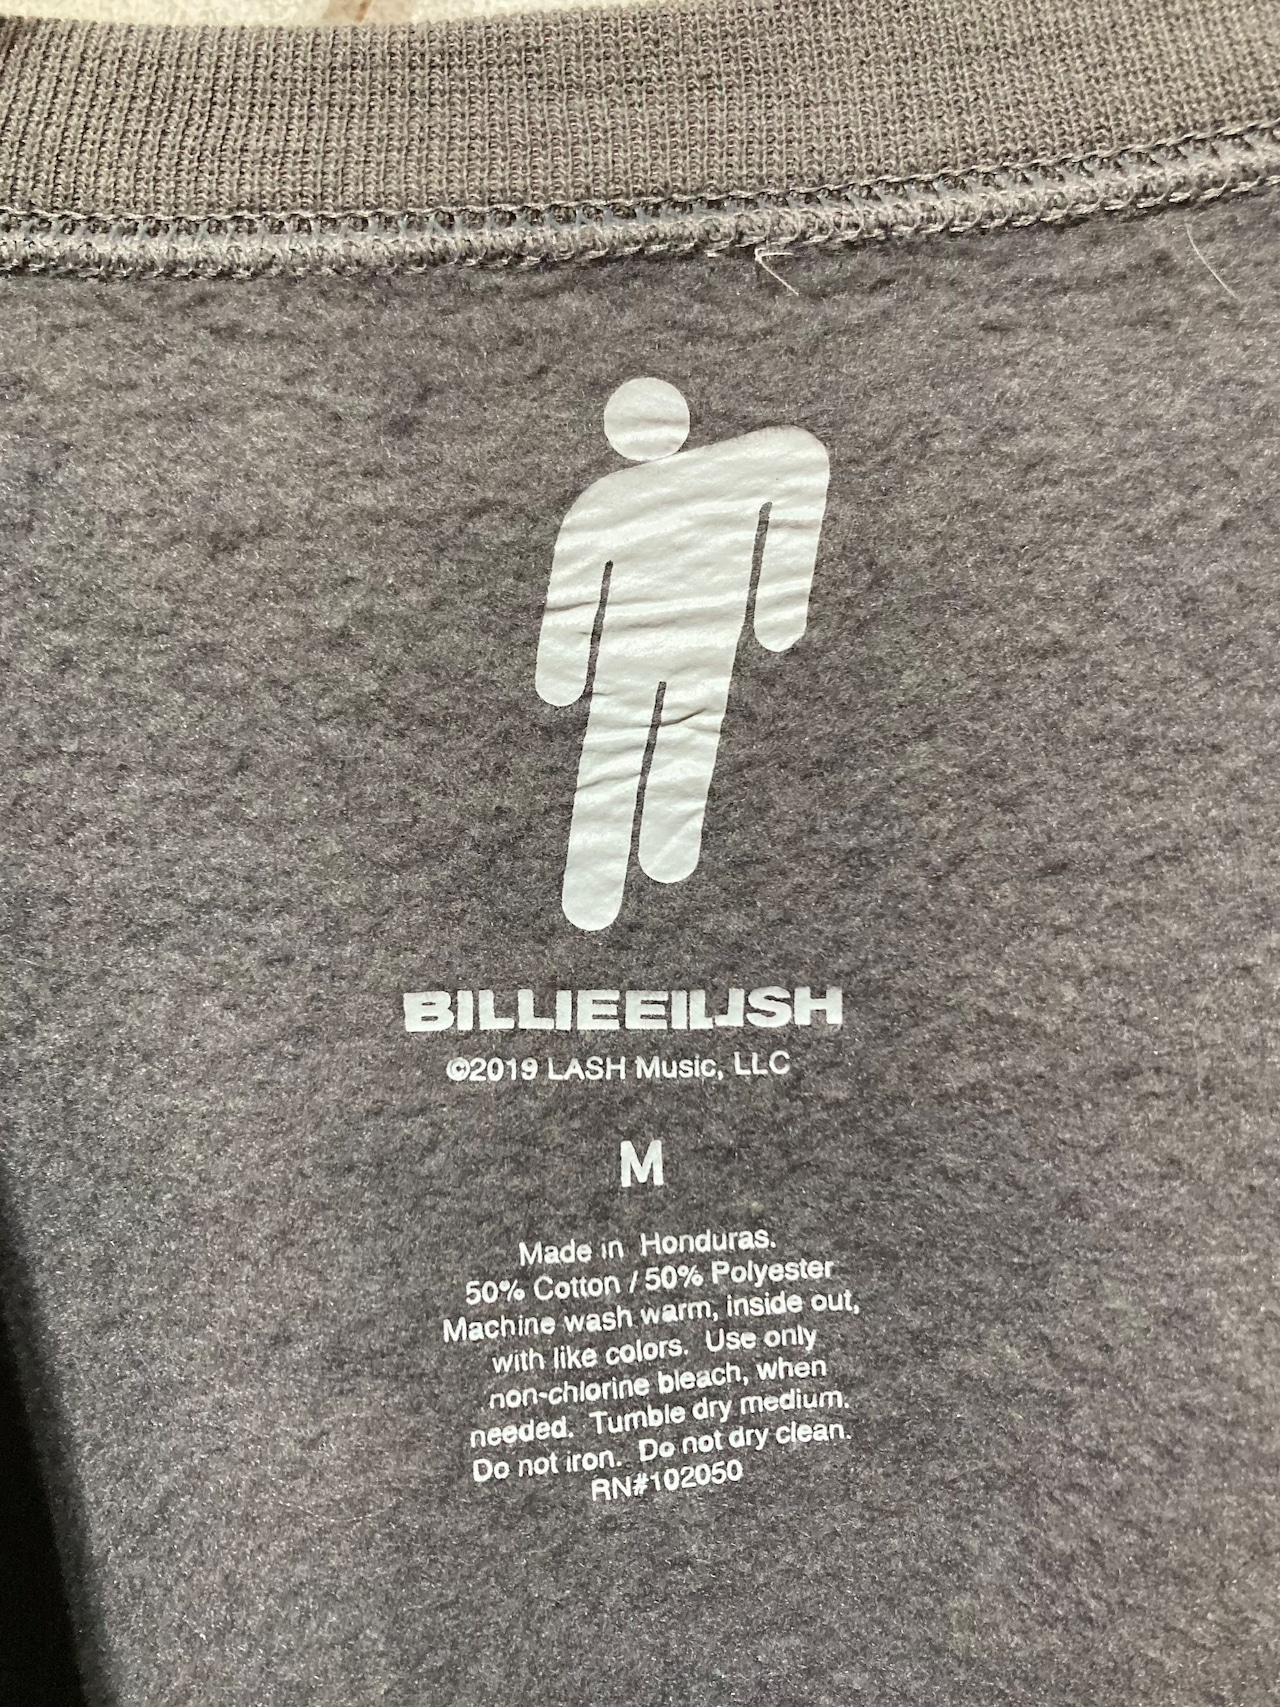 BILLIEEILISH
©2019 LASH Music, LLC
M
Made in Honduras.
50% Cotton / 50% Polyester
Machine wash warm, inside out,
with like colors. Use only
non-chlorine bleach, when
needed. Tumble dry medium.
Do not iron. Do not dry clean.
RN#102050